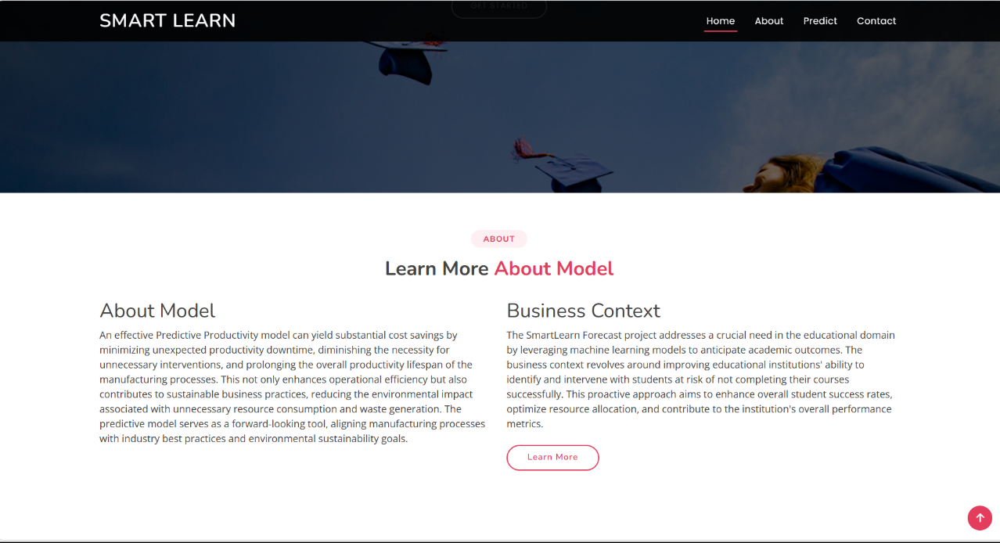 GET STARTED
SMART LEARN
Home About Predict Contact
ABOUT
Learn More About Model
About Model
An effective Predictive Productivity model can yield substantial cost savings by
minimizing unexpected productivity downtime, diminishing the necessity for
unnecessary interventions, and prolonging the overall productivity lifespan of the
manufacturing processes. This not only enhances operational efficiency but also
contributes to sustainable business practices, reducing the environmental impact
associated with unnecessary resource consumption and waste generation. The
predictive model serves as a forward-looking tool, aligning manufacturing processes
with industry best practices and environmental sustainability goals.
Business Context
The SmartLearn Forecast project addresses a crucial need in the educational domain
by leveraging machine learning models to anticipate academic outcomes. The
business context revolves around improving educational institutions' ability to
identify and intervene with students at risk of not completing their courses
successfully. This proactive approach aims to enhance overall student success rates,
optimize resource allocation, and contribute to the institution's overall performance
metrics.
Learn More